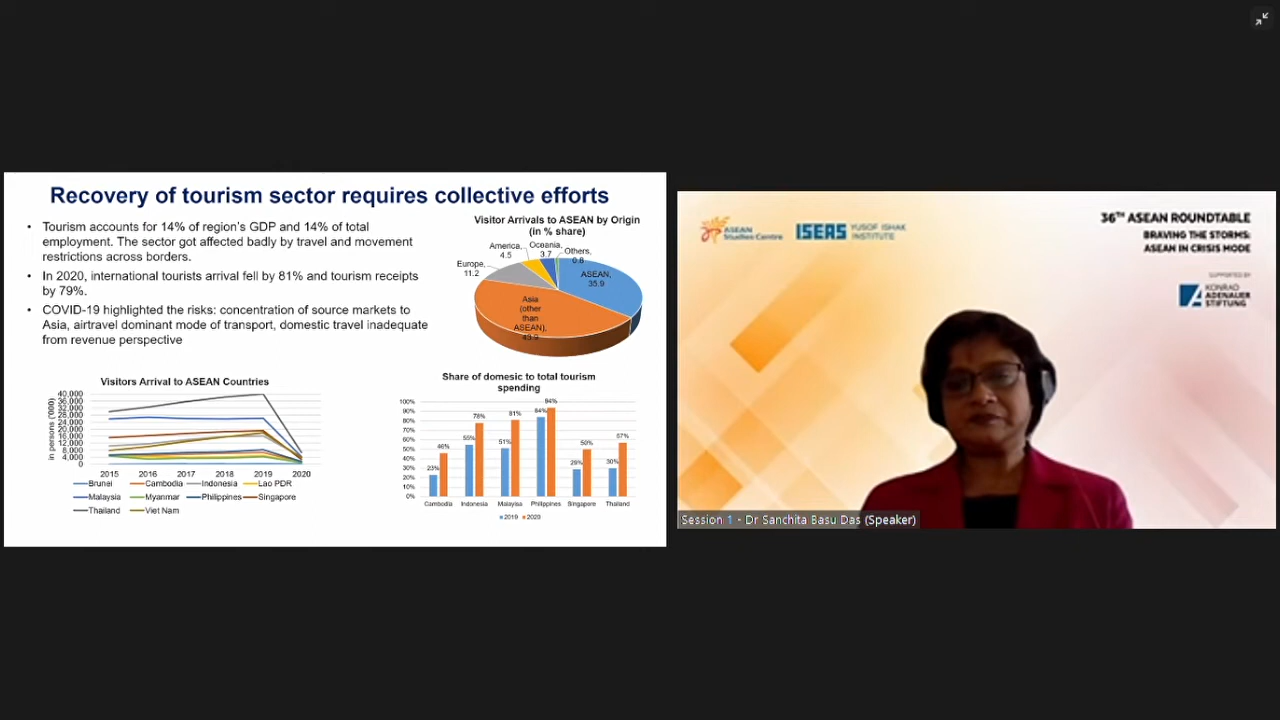 Recovery of tourism sector requires collective efforts
• Tourism accounts for 14% of region's GDP and 14% of total
employment. The sector got affected badly by travel and movement
restrictions across borders.
• In 2020, international tourists arrival fell by 81% and tourism receipts
by 79%.
• COVID-19 highlighted the risks: concentration of source markets to
Asia, airtravel dominant mode of transport, domestic travel inadequate
from revenue perspective
Visitor Arrivals to ASEAN by Origin
(in % share)
America,
4.5
Oceania,
3.7
Others,
0.8
Europe,
11.2
ASEAN,
35.9
Asia
(other
than
ASEAN),
43.9
Visitors Arrival to ASEAN Countries
in persons ('000)
40,000
36,000
32,000
28,000
24,000
20,000
16,000
12,000
8,000
4,000
0
2015 2016 2017 2018 2019 2020
Brunei Cambodia Indonesia Lao PDR
Malaysia Myanmar Philippines Singapore
Thailand Viet Nam
Share of domesic to total tourism
spending
100%
90%
80%
70%
60%
50%
40%
30%
20%
10%
0%
23% 46% 55% 78% 51% 81% 84% 94% 29% 50% 30% 57%
Cambodia Indonesia Malayisa Philippines Singapore Thailand
2019 2020
ASEAN
Studies Centre
ISEAS YUSOF ISHAK
INSTITUTE
36TH ASEAN ROUNDTABLE
BRAVING THE STORMS:
ASEAN IN CRISIS MODE
SUPPORTED BY
KONRAD
ADENAUER
STIFTUNG
Session 1 - Dr Sanchita Basu Das (Speaker)